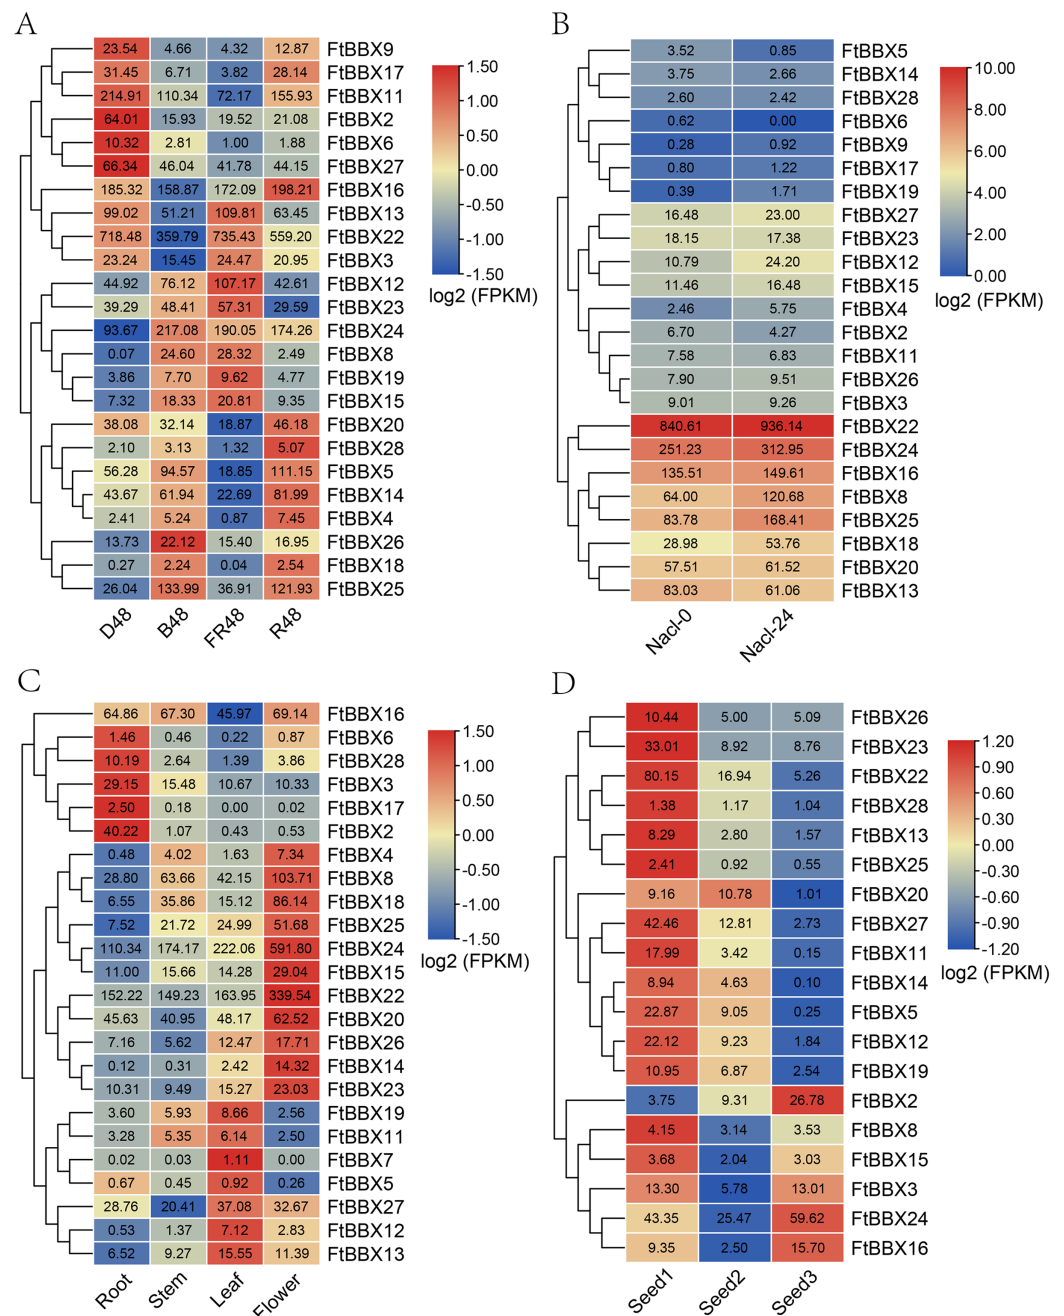 A
23.54 4.66 4.32 12.87 FtBBX9
31.45 6.71 3.82 28.14 FtBBX17
214.91 110.34 72.17 155.93 FtBBX11
64.01 15.93 19.52 21.08 FtBBX2
10.32 2.81 1.00 1.88 FtBBX6
66.34 46.04 41.78 44.15 FtBBX27
185.32 158.87 172.09 198.21 FtBBX16
99.02 51.21 109.81 63.45 FtBBX13
718.48 359.79 735.43 559.20 FtBBX22
23.24 15.45 24.47 20.95 FtBBX3
44.92 76.12 107.17 42.61 FtBBX12
39.29 48.41 57.31 29.59 FtBBX23
93.67 217.08 190.05 174.26 FtBBX24
0.07 24.60 28.32 2.49 FtBBX8
3.86 7.70 9.62 4.77 FtBBX19
7.32 18.33 20.81 9.35 FtBBX15
38.08 32.14 18.87 46.18 FtBBX20
2.10 3.13 1.32 5.07 FtBBX28
56.28 94.57 18.85 111.15 FtBBX5
43.67 61.94 22.69 81.99 FtBBX14
2.41 5.24 0.87 7.45 FtBBX4
13.73 22.12 15.40 16.95 FtBBX26
0.27 2.24 0.04 2.54 FtBBX18
26.04 133.99 36.91 121.93 FtBBX25
D48 B48 FR48 R48
1.50
1.00
0.50
0.00
-0.50
-1.00
-1.50
log2 (FPKM)
B
3.52 0.85 FtBBX5
3.75 2.66 FtBBX14
2.60 2.42 FtBBX28
0.62 0.00 FtBBX6
0.28 0.92 FtBBX9
0.80 1.22 FtBBX17
0.39 1.71 FtBBX19
16.48 23.00 FtBBX27
18.15 17.38 FtBBX23
10.79 24.20 FtBBX12
11.46 16.48 FtBBX15
2.46 5.75 FtBBX4
6.70 4.27 FtBBX2
7.58 6.83 FtBBX11
7.90 9.51 FtBBX26
9.01 9.26 FtBBX3
840.61 936.14 FtBBX22
251.23 312.95 FtBBX24
135.51 149.61 FtBBX16
64.00 120.68 FtBBX8
83.78 168.41 FtBBX25
28.98 53.76 FtBBX18
57.51 61.52 FtBBX20
83.03 61.06 FtBBX13
Nacl-0 Nacl-24
10.00
8.00
6.00
4.00
2.00
0.00
log2 (FPKM)
C
64.86 67.30 45.97 69.14 FtBBX16
1.46 0.46 0.22 0.87 FtBBX6
10.19 2.64 1.39 3.86 FtBBX28
29.15 15.48 10.67 10.33 FtBBX3
2.50 0.18 0.00 0.02 FtBBX17
40.22 1.07 0.43 0.53 FtBBX2
0.48 4.02 1.63 7.34 FtBBX4
28.80 63.66 42.15 103.71 FtBBX8
6.55 35.86 15.12 86.14 FtBBX18
7.52 21.72 24.99 51.68 FtBBX25
110.34 174.17 222.06 591.80 FtBBX24
11.00 15.66 14.28 29.04 FtBBX15
152.22 149.23 163.95 339.54 FtBBX22
45.63 40.95 48.17 62.52 FtBBX20
7.16 5.62 12.47 17.71 FtBBX26
0.12 0.31 2.42 14.32 FtBBX14
10.31 9.49 15.27 23.03 FtBBX23
3.60 5.93 8.66 2.56 FtBBX19
3.28 5.35 6.14 2.50 FtBBX11
0.02 0.03 1.11 0.00 FtBBX7
0.67 0.45 0.92 0.26 FtBBX5
28.76 20.41 37.08 32.67 FtBBX27
0.53 1.37 7.12 2.83 FtBBX12
6.52 9.27 15.55 11.39 FtBBX13
Root Stem Leaf Flower
1.50
1.00
0.50
0.00
-0.50
-1.00
-1.50
log2 (FPKM)
D
10.44 5.00 5.09 FtBBX26
33.01 8.92 8.76 FtBBX23
80.15 16.94 5.26 FtBBX22
1.38 1.17 1.04 FtBBX28
8.29 2.80 1.57 FtBBX13
2.41 0.92 0.55 FtBBX25
9.16 10.78 1.01 FtBBX20
42.46 12.81 2.73 FtBBX27
17.99 3.42 0.15 FtBBX11
8.94 4.63 0.10 FtBBX14
22.87 9.05 0.25 FtBBX5
22.12 9.23 1.84 FtBBX12
10.95 6.87 2.54 FtBBX19
3.75 9.31 26.78 FtBBX2
4.15 3.14 3.53 FtBBX8
3.68 2.04 3.03 FtBBX15
13.30 5.78 13.01 FtBBX3
43.35 25.47 59.62 FtBBX24
9.35 2.50 15.70 FtBBX16
Seed1 Seed2 Seed3
1.20
0.90
0.60
0.30
0.00
-0.30
-0.60
-0.90
-1.20
log2 (FPKM)